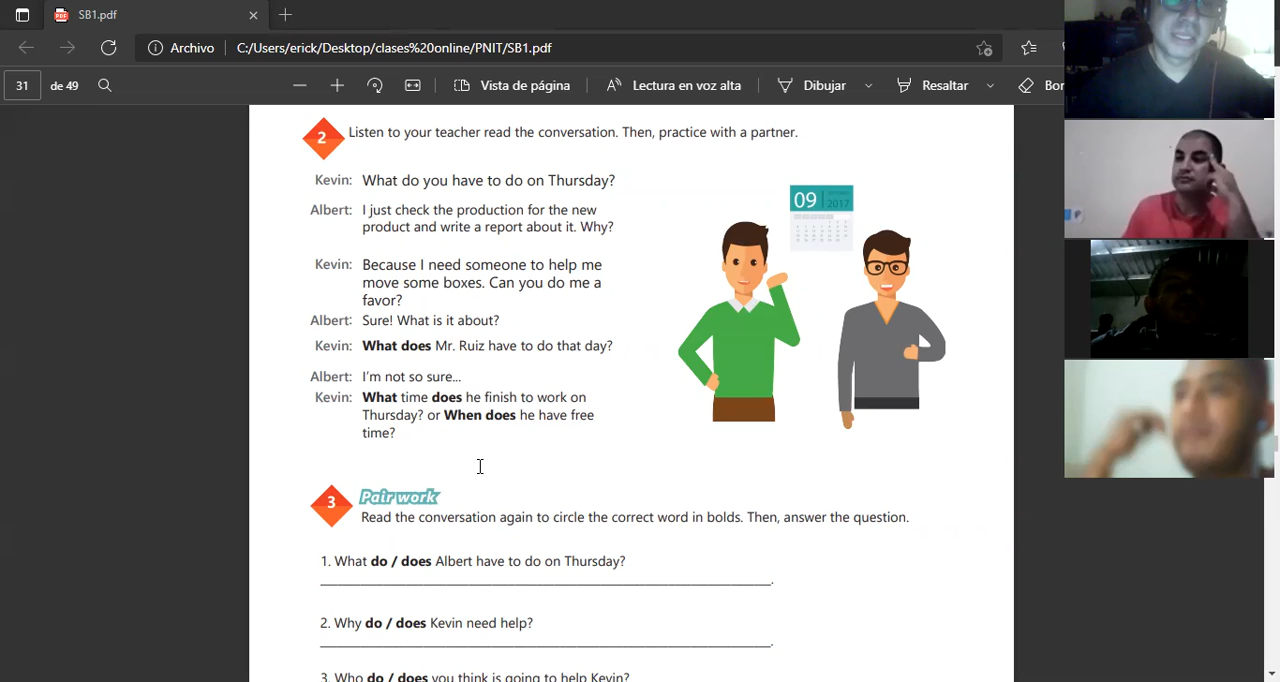 SB1.pdf
Archivo C:/Users/erick/Desktop/clases%20online/PNIT/SB1.pdf
31 de 49 Vista de página Lectura en voz alta Dibujar Resaltar Bor
2 Listen to your teacher read the conversation. Then, practice with a partner.
Kevin: What do you have to do on Thursday?
Albert: I just check the production for the new
product and write a report about it. Why?
Kevin: Because I need someone to help me
move some boxes. Can you do me a
favor?
Albert: Sure! What is it about?
Kevin: What does Mr. Ruiz have to do that day?
Albert: I'm not so sure...
Kevin: What time does he finish to work on
Thursday? or When does he have free
time?
09 2017
3 Pair work
Read the conversation again to circle the correct word in bolds. Then, answer the question.
1. What do / does Albert have to do on Thursday?
2. Why do / does Kevin need help?
3. Who do / does you think is going to help Kevin?